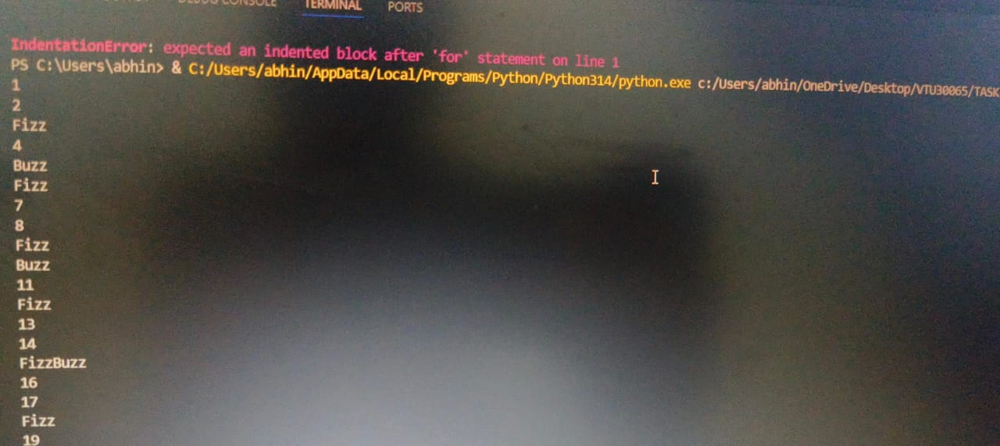 DEBUG CONSOLE TERMINAL PORTS
IndentationError: expected an indented block after 'for' statement on line 1
PS C:\Users\abhin> & C:/Users/abhin/AppData/Local/Programs/Python/Python314/python.exe c:/Users/abhin/OneDrive/Desktop/VTU30065/TASK
1
2
Fizz
4
Buzz
Fizz
7
8
Fizz
Buzz
11
Fizz
13
14
FizzBuzz
16
17
Fizz
19